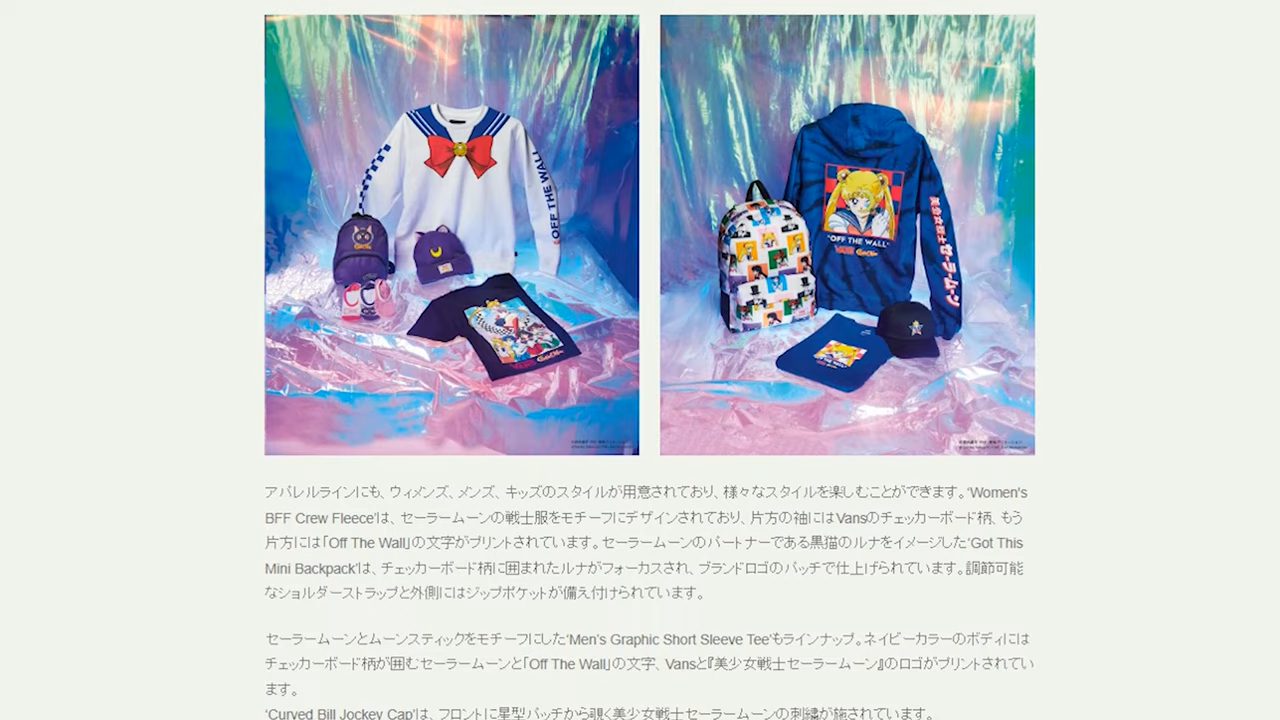 OFF THE WALL
"OFF THE WALL"
美少女戦士セーラームーン
アパレルラインにも、ウィメンズ、メンズ、キッズのスタイルが用意されており、様々なスタイルを楽しむことができます。‘Women's
BFF Crew Fleece’は、セーラームーンの戦士服をモチーフにデザインされており、片方の袖にはVansのチェッカーボード柄、もう
片方には「Off The Wall」の文字がプリントされています。セーラームーンのパートナーである黒猫のルナをイメージした‘Got This
Mini Backpack’は、チェッカーボード柄に囲まれたルナがフォーカスされ、ブランドロゴのパッチで仕上げられています。調節可能
なショルダーストラップと外側にはジップポケットが備え付けられています。
セーラームーンとムーンスティックをモチーフにした‘Men’s Graphic Short Sleeve Tee’もラインナップ。ネイビーカラーのボディには
チェッカーボード柄が囲むセーラームーンと「Off The Wall」の文字、Vansと『美少女戦士セーラームーン』のロゴがプリントされてい
ます。
‘Curved Bill Jockey Cap’は、フロントに星型パッチから覗く美少女戦士セーラームーンの刺繍が施されています。